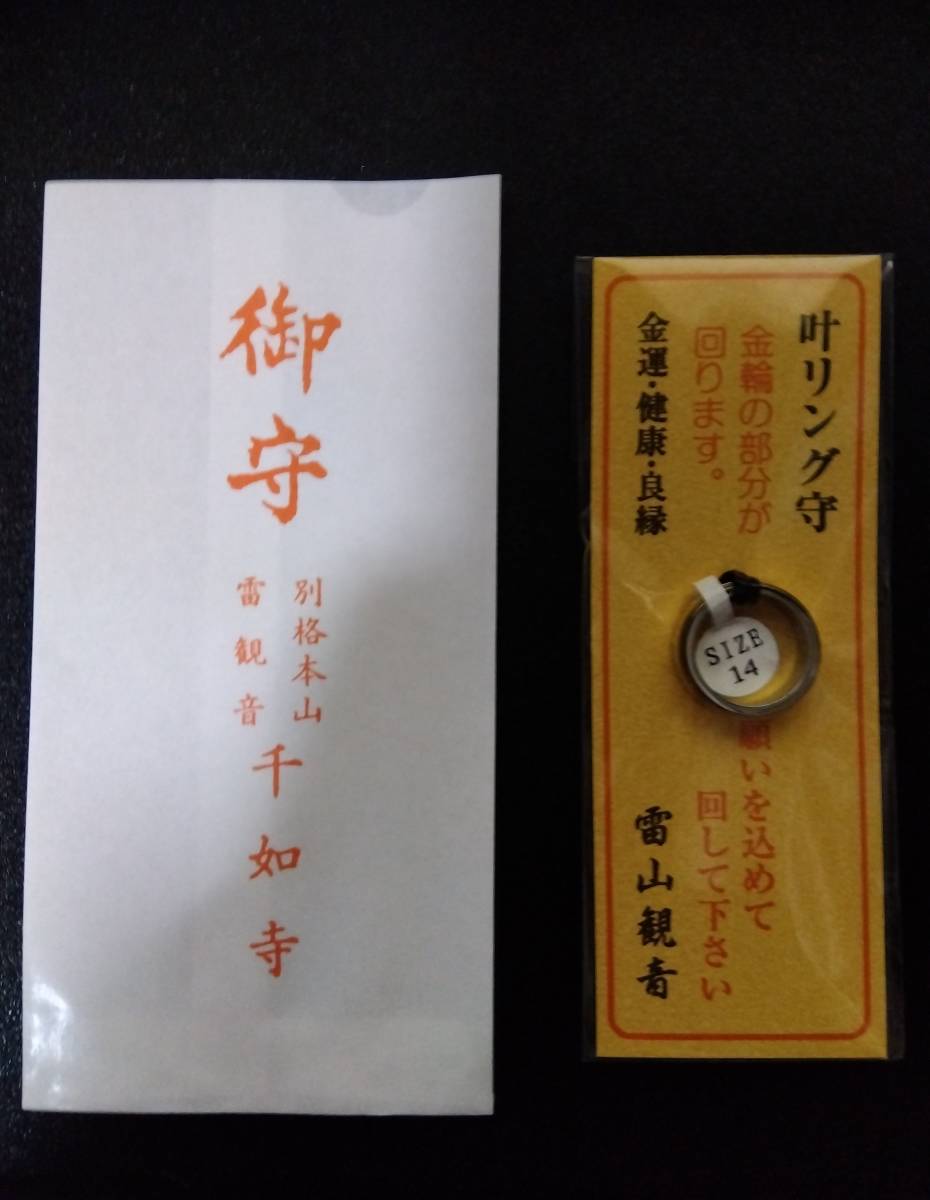 御守
別格本山
雷観音
千如寺
叶リング守
金輪の部分が
回ります。
金運・健康・良縁
SIZE
14
願いを込めて
回して下さい
雷山観音